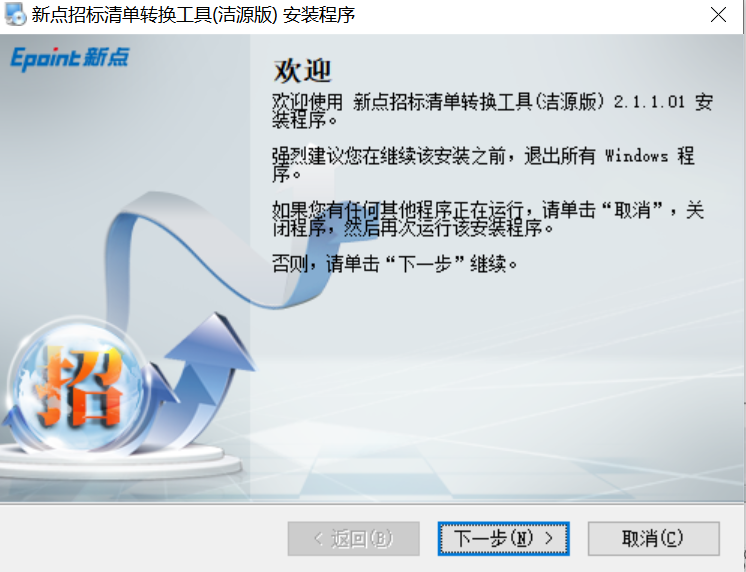 新点招标清单转换工具(洁源版) 安装程序
Epoint 新点
欢迎
欢迎使用 新点招标清单转换工具(洁源版) 2.1.1.01 安
装程序。
强烈建议您在继续该安装之前，退出所有 Windows 程
序。
如果您有任何其他程序正在运行，请单击“取消”，关
闭程序，然后再次运行该安装程序。
否则，请单击“下一步”继续。
招
< 返回(B)
下一步(N) >
取消(C)